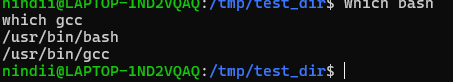 nindii@LAPTOP-1ND2VQAQ:/tmp/test_dir$ which bash
which gcc
/usr/bin/bash
/usr/bin/gcc
nindii@LAPTOP-1ND2VQAQ:/tmp/test_dir$